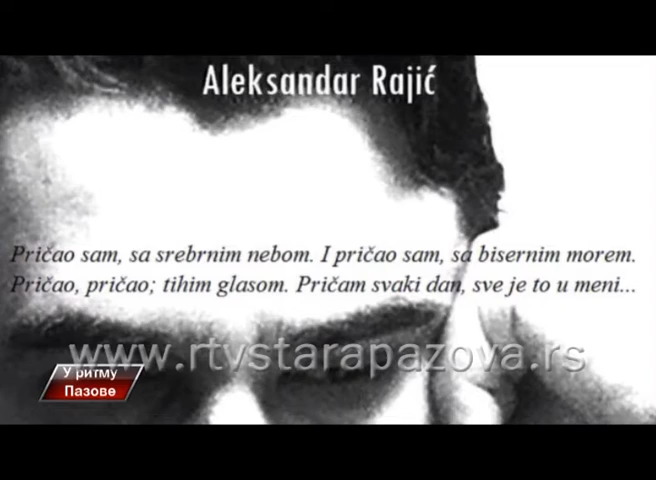 Aleksandar Rajić
Pričao sam, sa srebrnim nebom. I pričao sam, sa bisernim morem.
Pričao, pričao; tihim glasom. Pričam svaki dan, sve je to u meni...
www.rtvstarapazova.rs
У ритму
Пазове